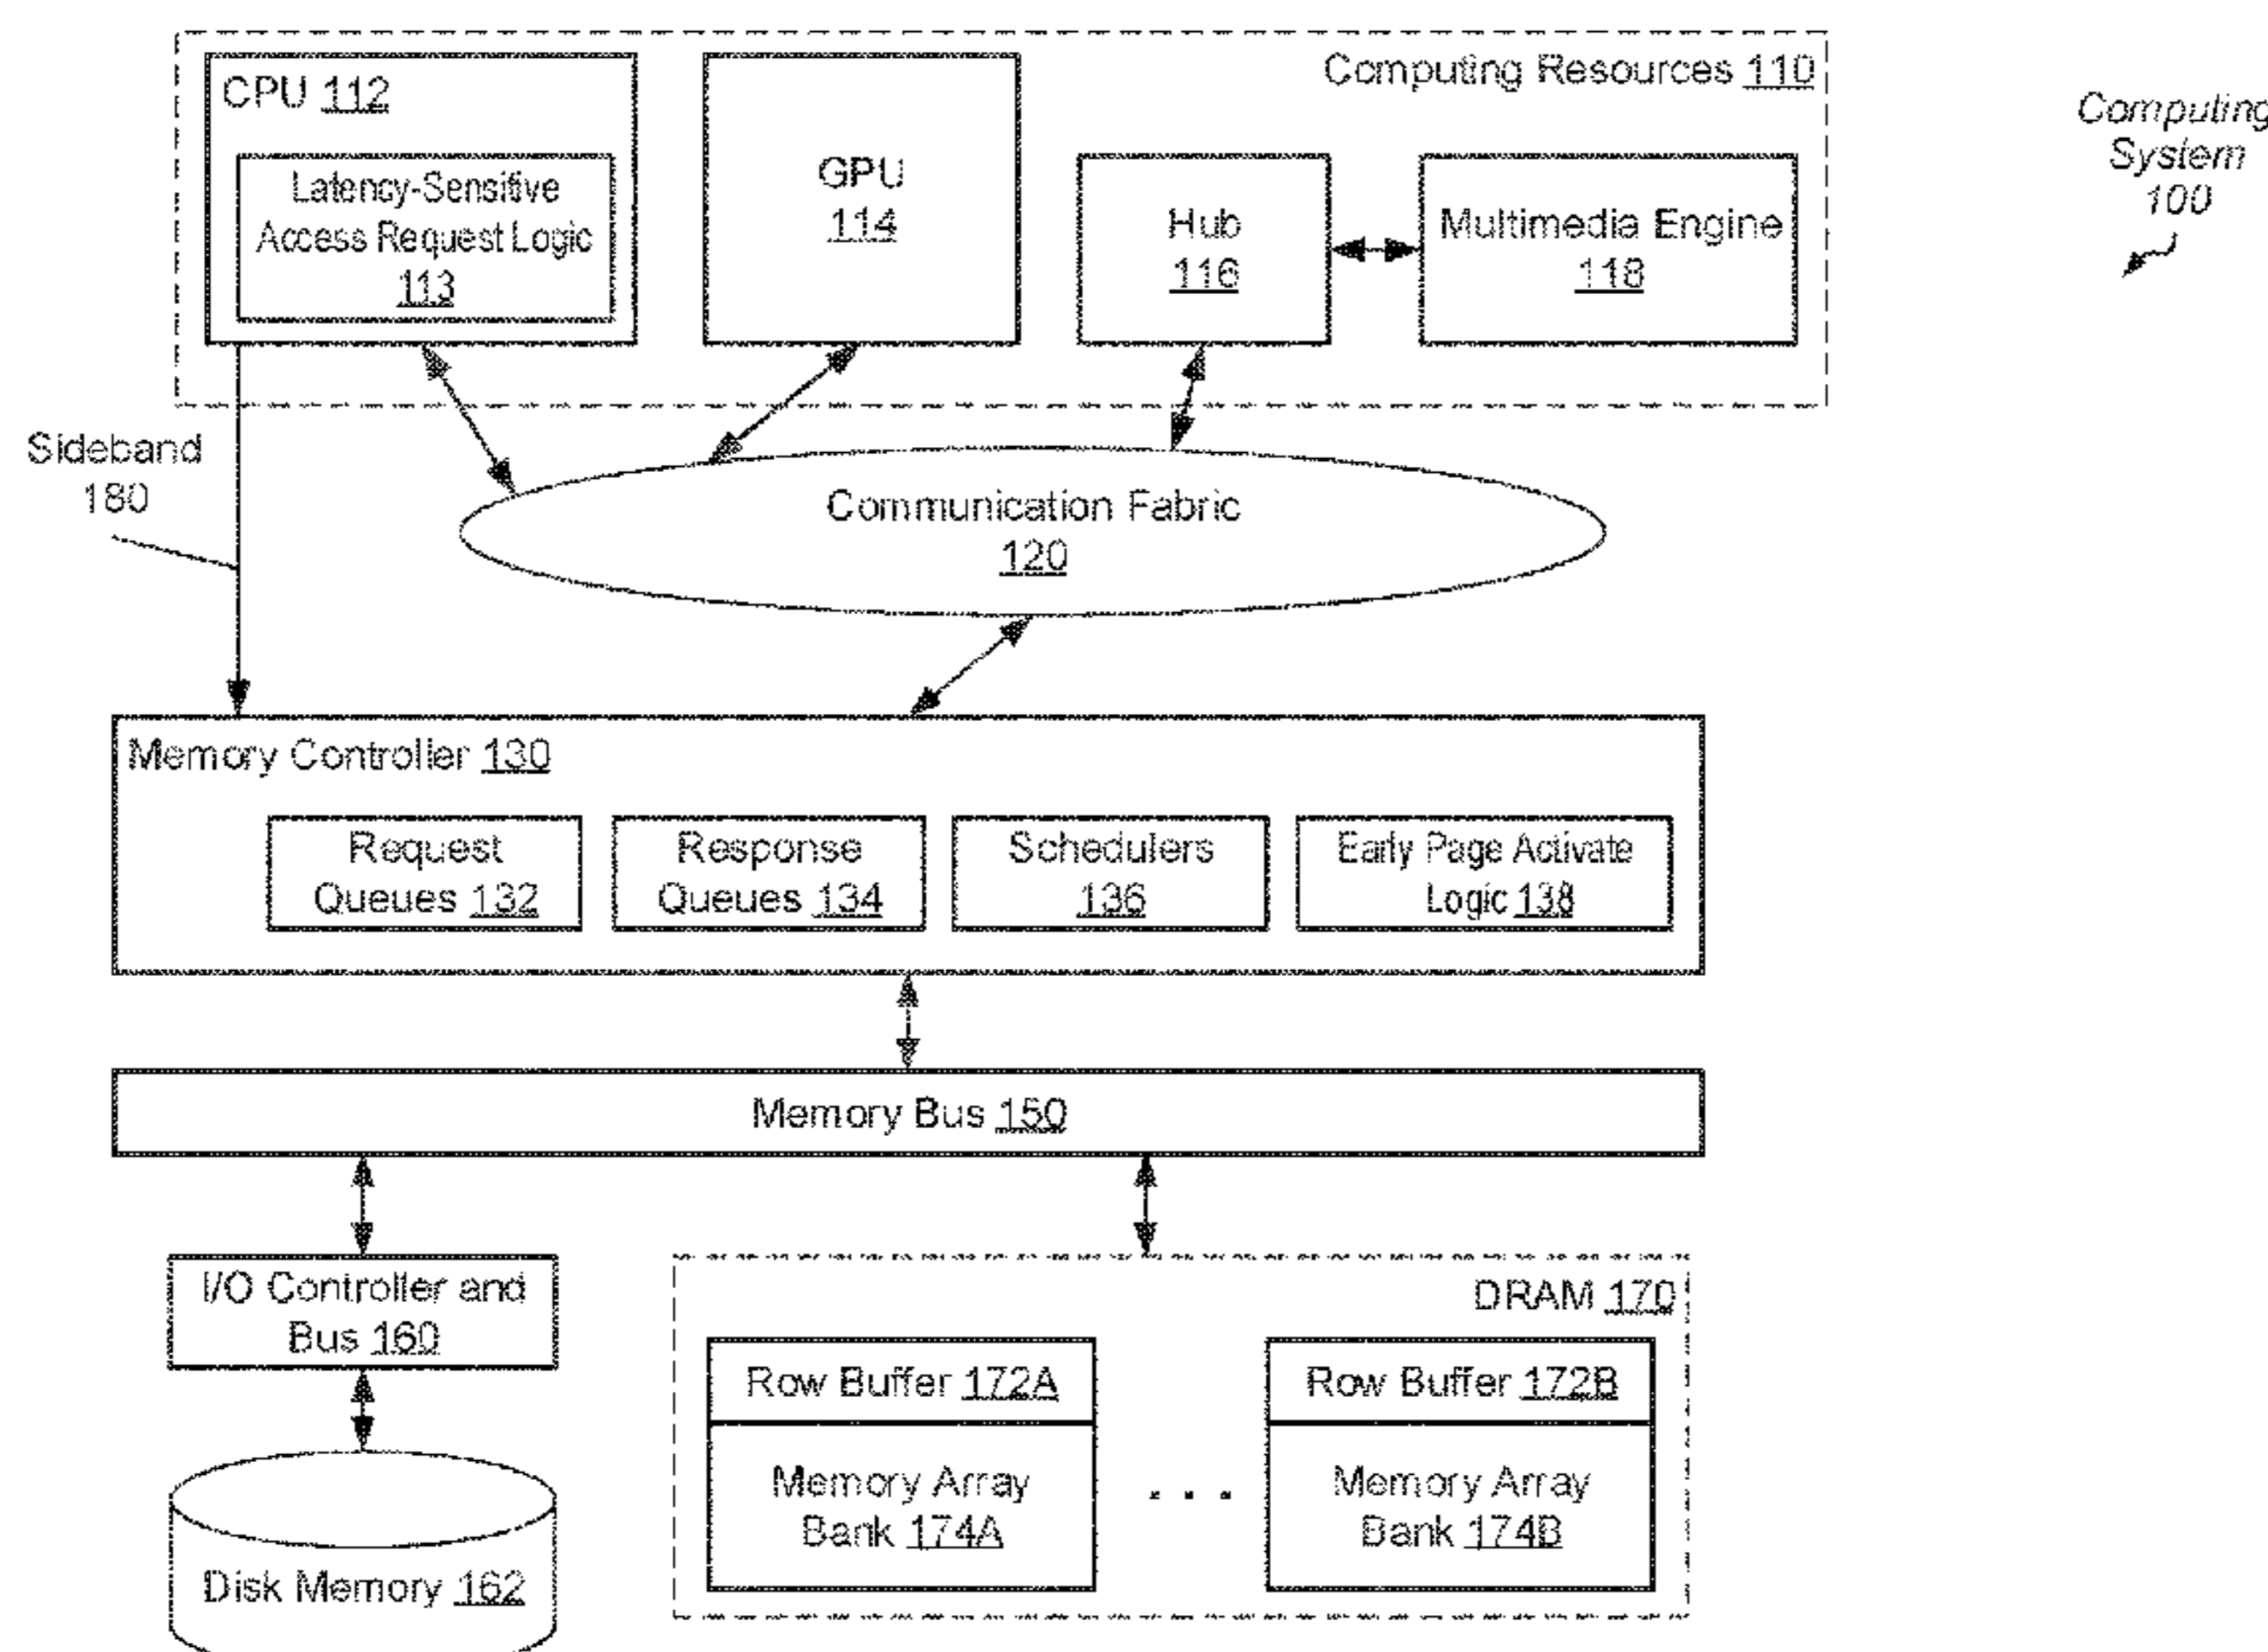 Computing Resources 110
Computing
System
100
CPU 112
Latency-Sensitive
Access Request Logic
113
GPU
114
Hub
116
Multimedia Engine
118
Sideband
180
Communication Fabric
120
Memory Controller 130
Request
Queues 132
Response
Queues 134
Schedulers
136
Early Page Activate
Logic 138
Memory Bus 150
I/O Controller and
Bus 160
DRAM 170
Row Buffer 172A
Row Buffer 172B
Memory Array
Bank 174A
. . .
Memory Array
Bank 174B
Disk Memory 162